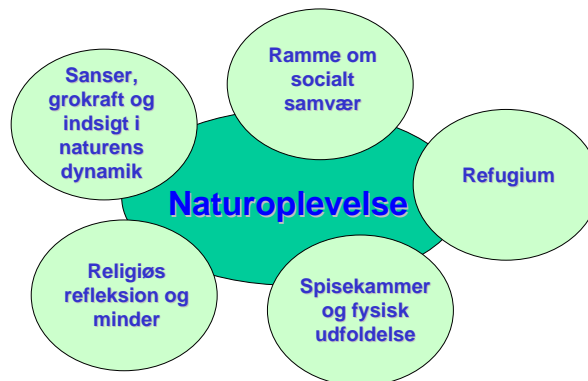 Sanser,
grokraft og
indsigt i
naturens
dynamik
Ramme om
socialt
samvær
Refugium
Naturoplevelse
Religiøs
refleksion og
minder
Spisekammer
og fysisk
udfoldelse